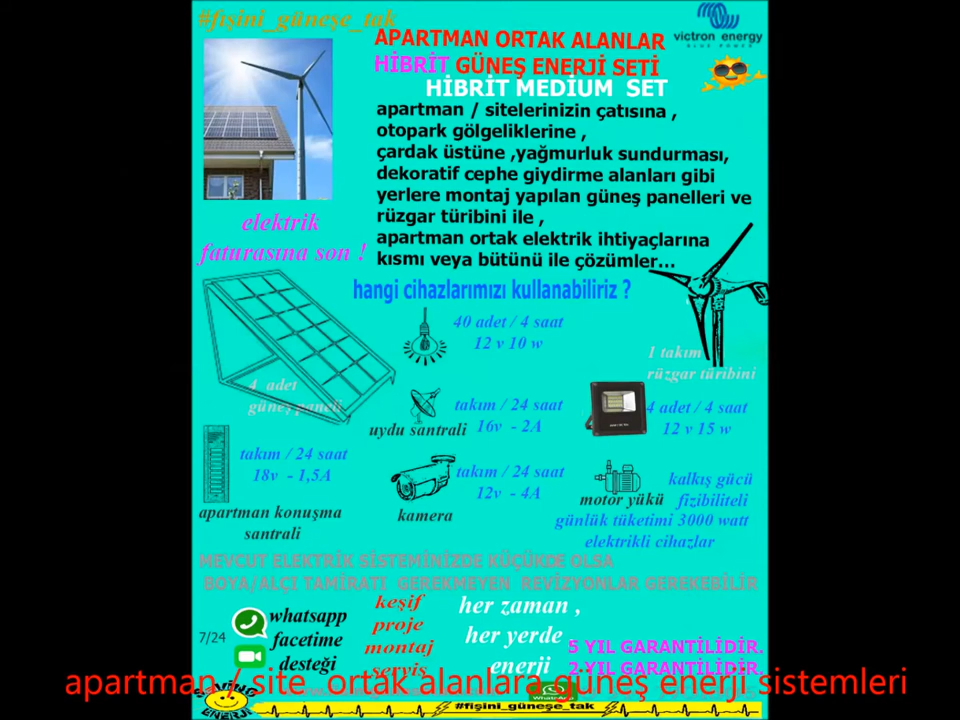 #fişini_güneşe_tak
victron energy
BLUE POWER
APARTMAN ORTAK ALANLAR
HİBRİT GÜNEŞ ENERJİ SETİ
HİBRİT MEDİUM SET
apartman / sitelerinizin çatısına ,
otopark gölgeliklerine ,
çardak üstüne ,yağmurluk sundurması,
dekoratif cephe giydirme alanları gibi
yerlere montaj yapılan güneş panelleri ve
rüzgar türibini ile ,
apartman ortak elektrik ihtiyaçlarına
kısmı veya bütünü ile çözümler...
elektrik
faturasına son !
hangi cihazlarımızı kullanabiliriz ?
40 adet / 4 saat
12 v 10 w
1 takım
rüzgar türibini
4 adet
güneş paneli
takım / 24 saat
16v - 2A
uydu santrali
4 adet / 4 saat
12 v 15 w
takım / 24 saat
18v - 1,5A
apartman konuşma
santrali
takım / 24 saat
12v - 4A
kamera
motor yükü
kalkış gücü
fizibiliteli
günlük tüketimi 3000 watt
elektrikli cihazlar
MEVCUT ELEKTRİK SİSTEMİNİZDE KÜÇÜKDE OLSA
BOYA/ALÇI TAMİRATI GEREKMEYEN REVİZYONLAR GEREKEBİLİR
7/24
whatsapp
facetime
desteği
keşif
proje
montaj
servis
her zaman ,
her yerde
enerji
5 YIL GARANTİLİDİR.
2 YIL GARANTİLİDİR.
apartman / site ortak alanlara güneş enerji sistemleri
SAVING
ENERJİ
WhatsApp
#fişini_güneşe_tak